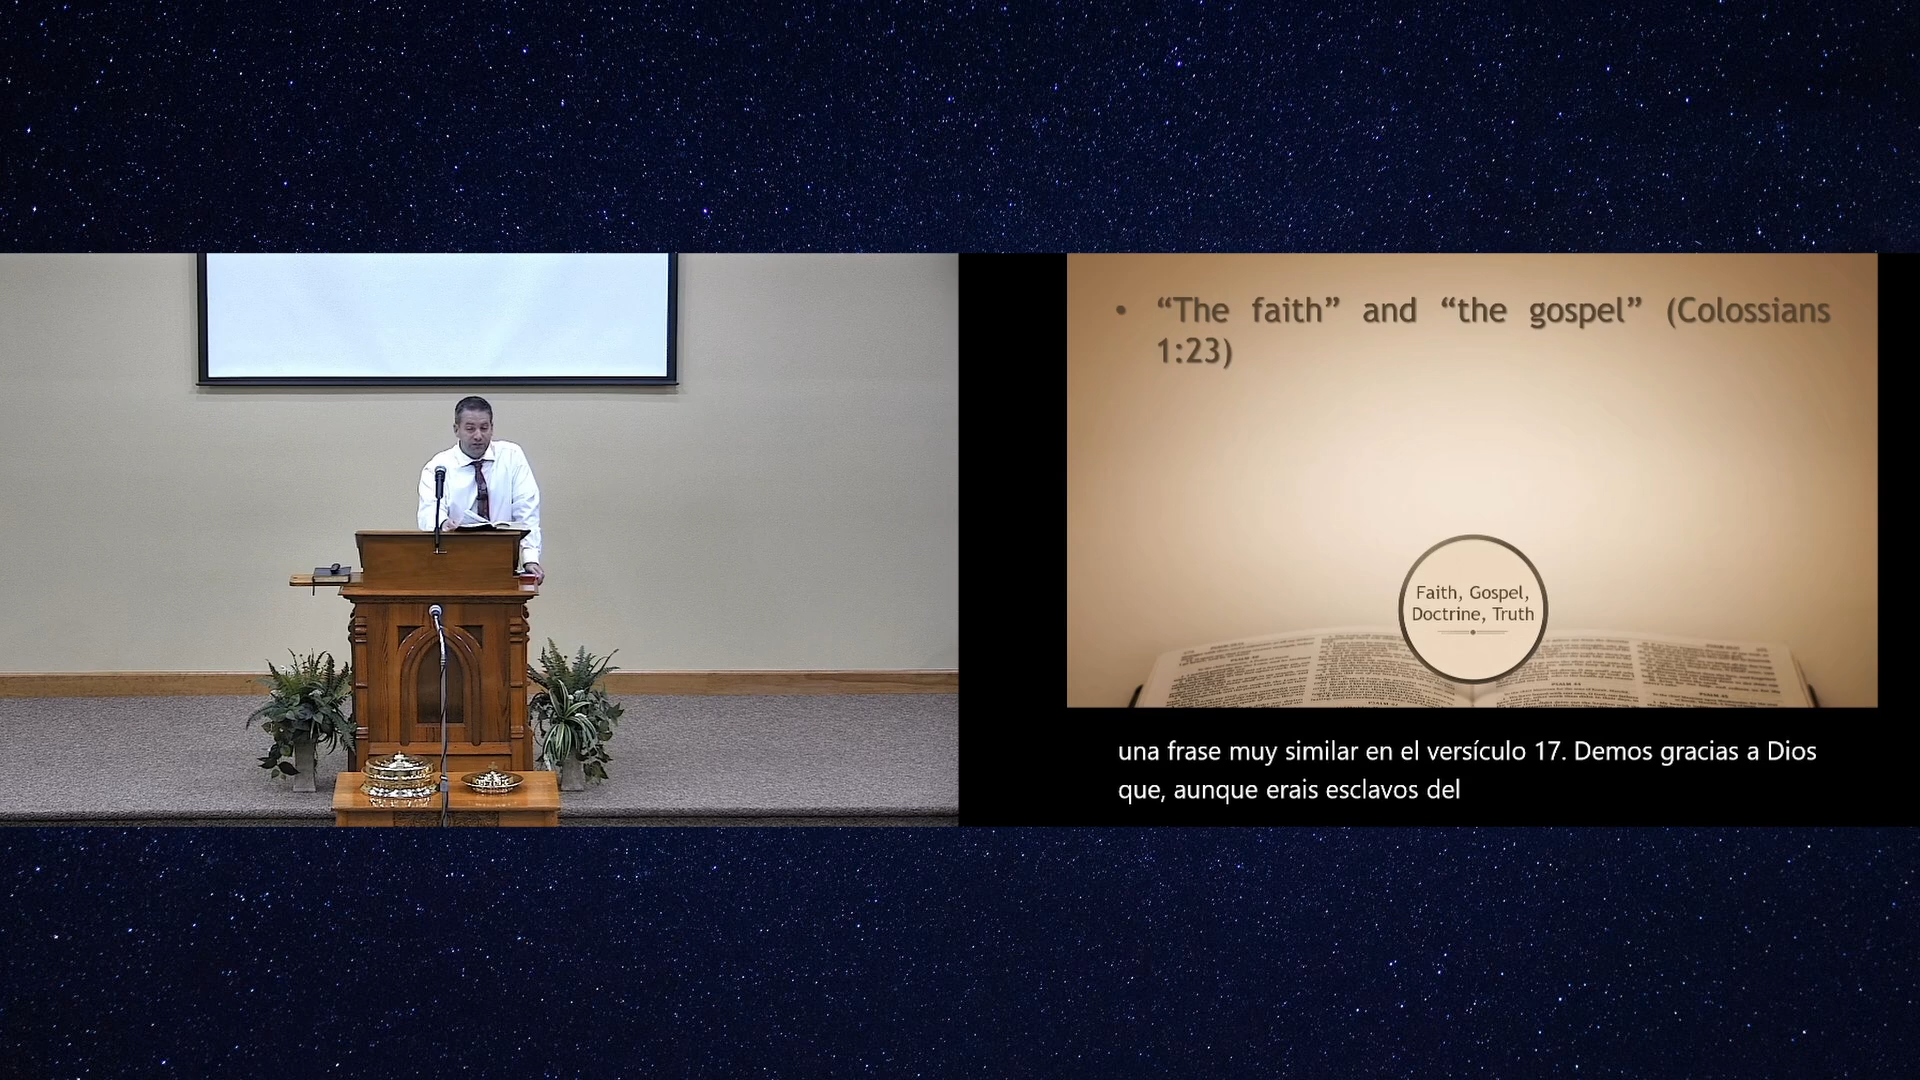 • “The faith” and “the gospel” (Colossians
1:23)
Faith, Gospel,
Doctrine, Truth
una frase muy similar en el versículo 17. Demos gracias a Dios
que, aunque erais esclavos del